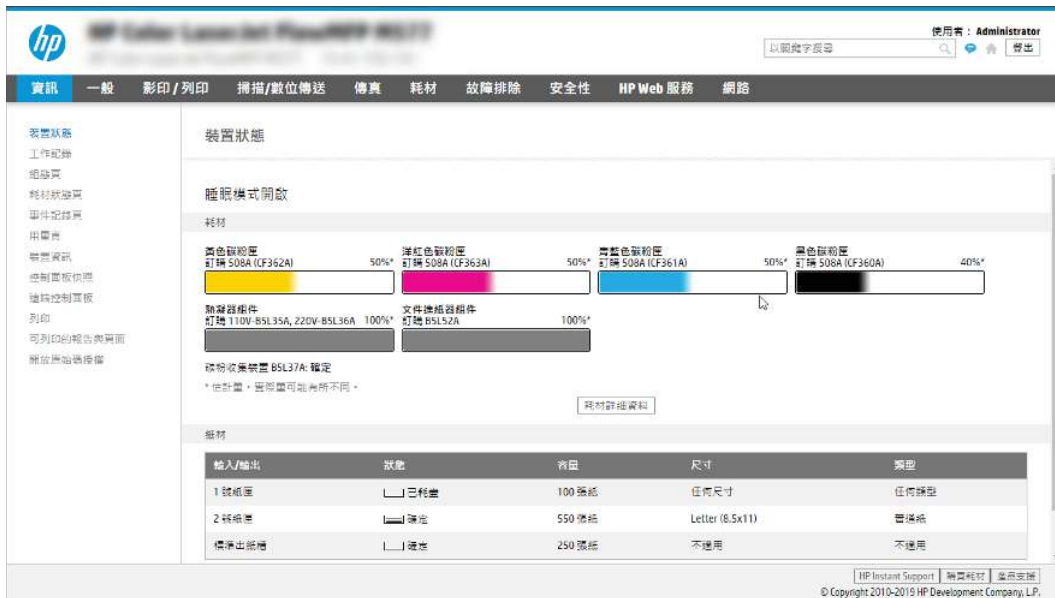 hp
使用者：Administrator
以關鍵字搜尋
登出
資訊 一般 影印 / 列印 掃描/數位傳送 傳真 耗材 故障排除 安全性 HP Web 服務 網路
裝置狀態
工作記錄
組態頁
耗材狀態頁
事件記錄頁
用量頁
裝置資訊
控制面板快照
遠端控制面板
列印
可列印的報告與頁面
開放原始碼授權
裝置狀態
睡眠模式開啟
耗材
黃色碳粉匣 洋紅色碳粉匣 青藍色碳粉匣 黑色碳粉匣
訂購 508A (CF362A) 50%* 訂購 508A (CF363A) 50%* 訂購 508A (CF361A) 50%* 訂購 508A (CF360A) 40%*
熱凝器組件 文件進紙器組件
訂購 110V-B5L35A, 220V-B5L36A 100%* 訂購 B5L52A 100%*
碳粉收集裝置 B5L37A: 確定
* 估計量，實際量可能有所不同。
耗材詳細資料
紙材
輸入/輸出 狀態 容量 尺寸 類型
1 號紙匣 已耗盡 100 張紙 任何尺寸 任何類型
2 號紙匣 確定 550 張紙 Letter (8.5x11) 普通紙
標準出紙槽 確定 250 張紙 不適用 不適用
HP Instant Support 購買耗材 產品支援
© Copyright 2010-2019 HP Development Company, L.P.